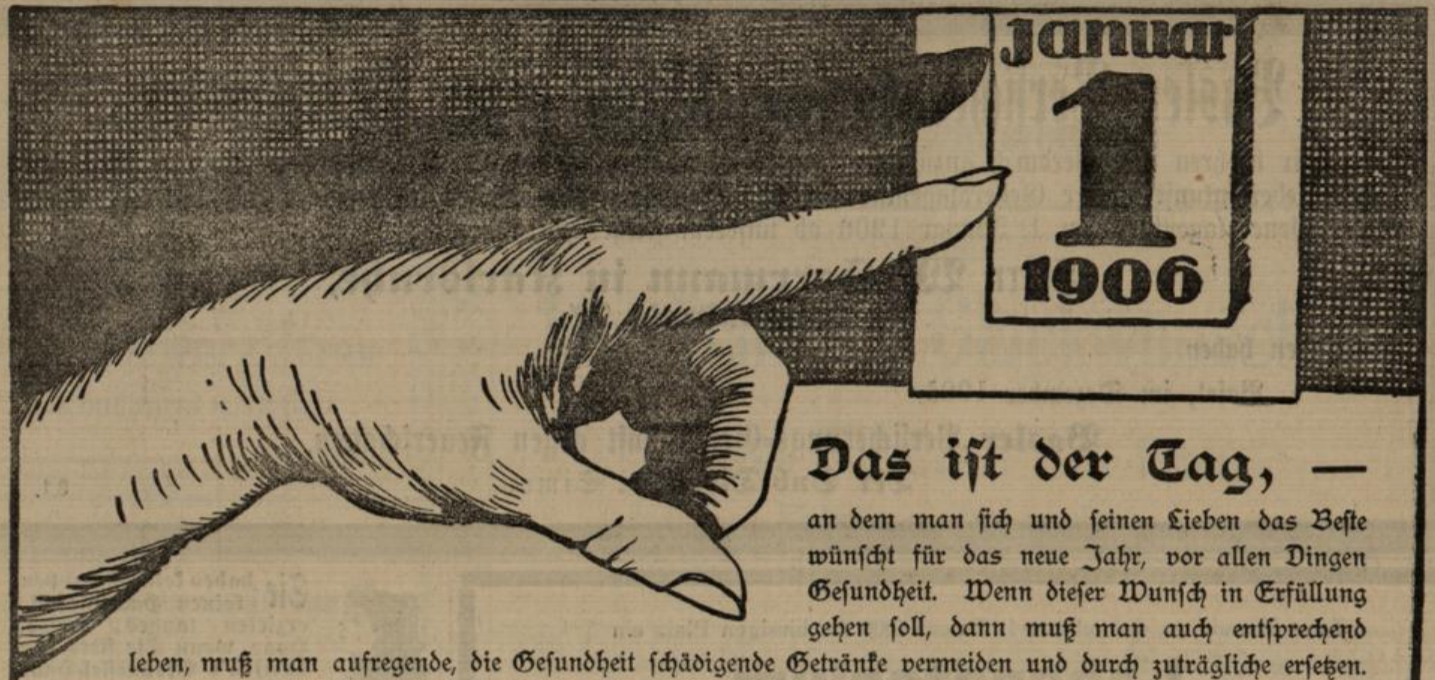 Januar
1
1906
Das ist der Tag, —
an dem man sich und seinen Lieben das Beste
wünscht für das neue Jahr, vor allen Dingen
Gesundheit. Wenn dieser Wunsch in Erfüllung
gehen soll, dann muß man auch entsprechend
leben, muß man aufregende, die Gesundheit schädigende Getränke vermeiden und durch zuträgliche ersetzen.